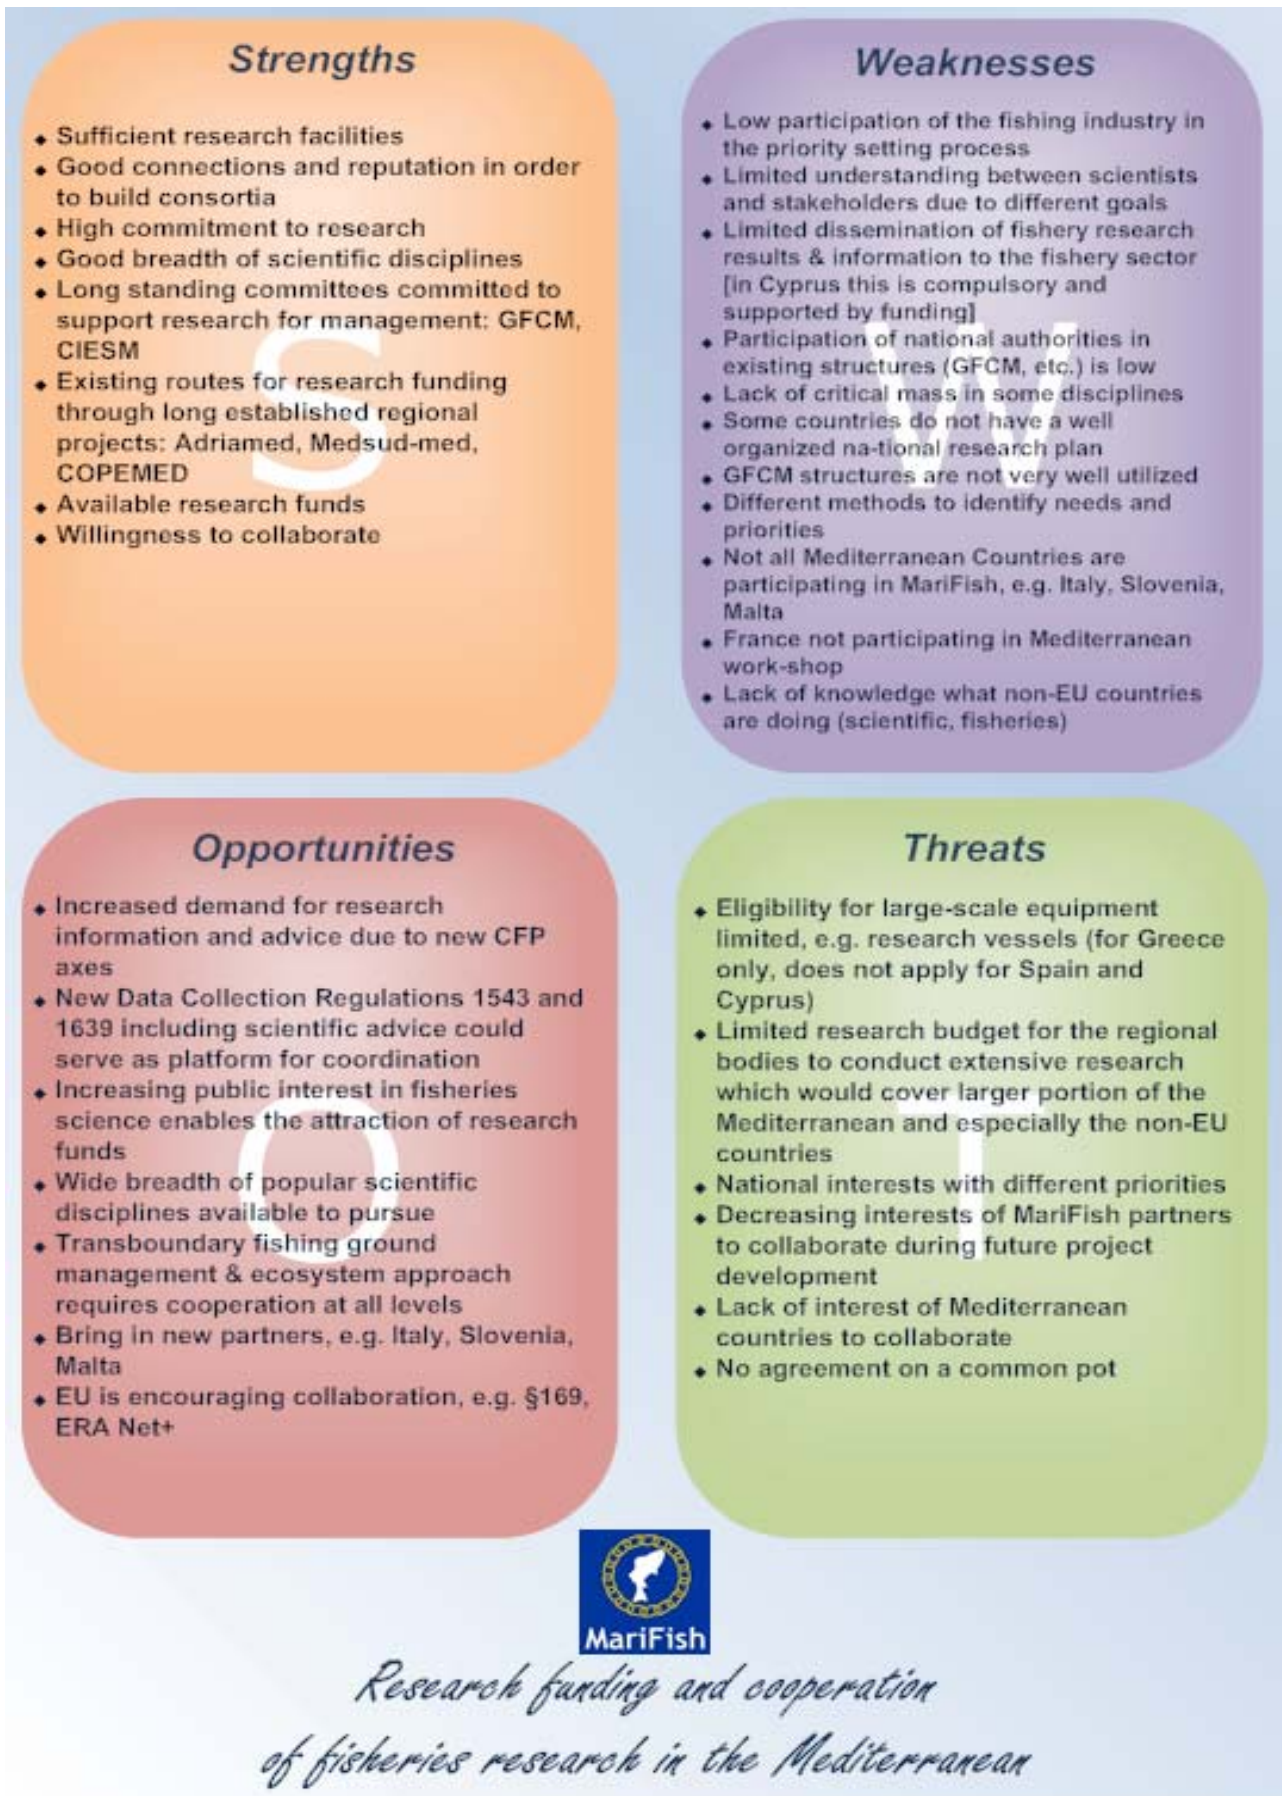 Strengths
◆ Sufficient research facilities
◆ Good connections and reputation in order
to build consortia
◆ High commitment to research
◆ Good breadth of scientific disciplines
◆ Long standing committees committed to
support research for management: GFCM,
CIESM
◆ Existing routes for research funding
through long established regional
projects: Adriamed, Medsud-med,
COPEMED
◆ Available research funds
◆ Willingness to collaborate
S
Weaknesses
◆ Low participation of the fishing industry in
the priority setting process
◆ Limited understanding between scientists
and stakeholders due to different goals
◆ Limited dissemination of fishery research
results & information to the fishery sector
[in Cyprus this is compulsory and
supported by funding]
◆ Participation of national authorities in
existing structures (GFCM, etc.) is low
◆ Lack of critical mass in some disciplines
◆ Some countries do not have a well
organized na-tional research plan
◆ GFCM structures are not very well utilized
◆ Different methods to identify needs and
priorities
◆ Not all Mediterranean Countries are
participating in MariFish, e.g. Italy, Slovenia,
Malta
◆ France not participating in Mediterranean
work-shop
◆ Lack of knowledge what non-EU countries
are doing (scientific, fisheries)
W
Opportunities
◆ Increased demand for research
information and advice due to new CFP
axes
◆ New Data Collection Regulations 1543 and
1639 including scientific advice could
serve as platform for coordination
◆ Increasing public interest in fisheries
science enables the attraction of research
funds
◆ Wide breadth of popular scientific
disciplines available to pursue
◆ Transboundary fishing ground
management & ecosystem approach
requires cooperation at all levels
◆ Bring in new partners, e.g. Italy, Slovenia,
Malta
◆ EU is encouraging collaboration, e.g. §169,
ERA Net+
O
Threats
◆ Eligibility for large-scale equipment
limited, e.g. research vessels (for Greece
only, does not apply for Spain and
Cyprus)
◆ Limited research budget for the regional
bodies to conduct extensive research
which would cover larger portion of the
Mediterranean and especially the non-EU
countries
◆ National interests with different priorities
◆ Decreasing interests of MariFish partners
to collaborate during future project
development
◆ Lack of interest of Mediterranean
countries to collaborate
◆ No agreement on a common pot
T
MariFish
Research funding and cooperation
of fisheries research in the Mediterranean